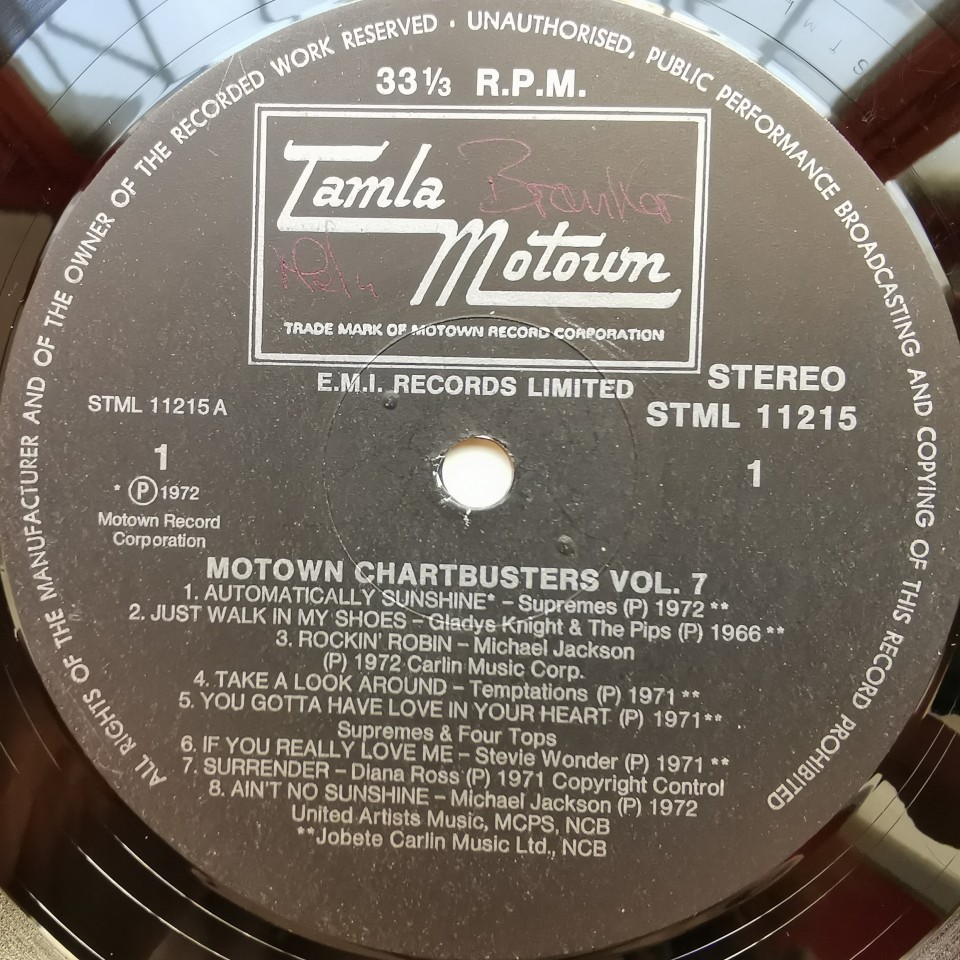 ALL RIGHTS OF THE MANUFACTURER AND OF THE OWNER OF THE RECORDED WORK RESERVED · UNAUTHORISED, PUBLIC PERFORMANCE BROADCASTING AND COPYING OF THIS RECORD PROHIBITED
33⅓ R.P.M.
Tamla
Motown
TRADE MARK OF MOTOWN RECORD CORPORATION
E.M.I. RECORDS LIMITED
STEREO
STML 11215 A
STML 11215
1
1
* Ⓟ 1972
Motown Record
Corporation
MOTOWN CHARTBUSTERS VOL. 7
1. AUTOMATICALLY SUNSHINE* – Supremes (P) 1972 **
2. JUST WALK IN MY SHOES – Gladys Knight & The Pips (P) 1966 **
3. ROCKIN' ROBIN – Michael Jackson
(P) 1972 Carlin Music Corp.
4. TAKE A LOOK AROUND – Temptations (P) 1971 **
5. YOU GOTTA HAVE LOVE IN YOUR HEART (P) 1971**
Supremes & Four Tops
6. IF YOU REALLY LOVE ME – Stevie Wonder (P) 1971 **
7. SURRENDER – Diana Ross (P) 1971 Copyright Control
8. AIN'T NO SUNSHINE – Michael Jackson (P) 1972
United Artists Music, MCPS, NCB
**Jobete Carlin Music Ltd., NCB